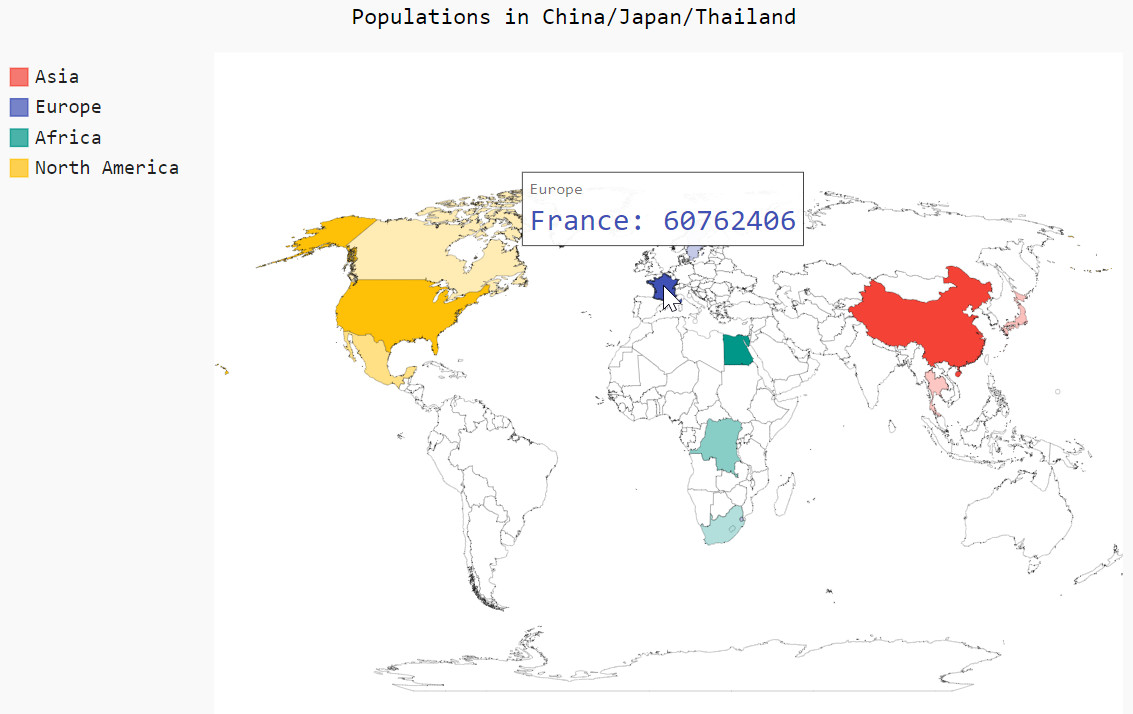 Populations in China/Japan/Thailand
Asia
Europe
Africa
North America
Europe
France: 60762406